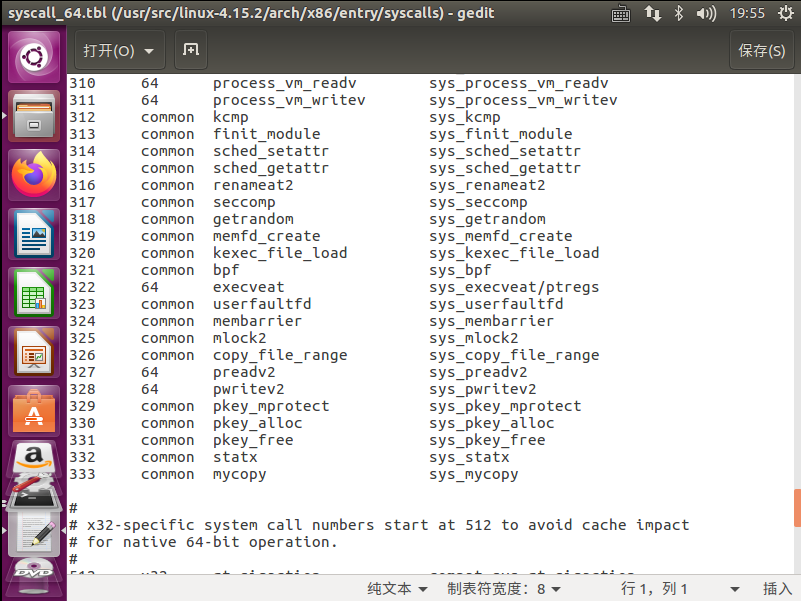 syscall_64.tbl (/usr/src/linux-4.15.2/arch/x86/entry/syscalls) - gedit 19:55
打开(O) 保存(S)
310 64 process_vm_readv sys_process_vm_readv
311 64 process_vm_writev sys_process_vm_writev
312 common kcmp sys_kcmp
313 common finit_module sys_finit_module
314 common sched_setattr sys_sched_setattr
315 common sched_getattr sys_sched_getattr
316 common renameat2 sys_renameat2
317 common seccomp sys_seccomp
318 common getrandom sys_getrandom
319 common memfd_create sys_memfd_create
320 common kexec_file_load sys_kexec_file_load
321 common bpf sys_bpf
322 64 execveat sys_execveat/ptregs
323 common userfaultfd sys_userfaultfd
324 common membarrier sys_membarrier
325 common mlock2 sys_mlock2
326 common copy_file_range sys_copy_file_range
327 64 preadv2 sys_preadv2
328 64 pwritev2 sys_pwritev2
329 common pkey_mprotect sys_pkey_mprotect
330 common pkey_alloc sys_pkey_alloc
331 common pkey_free sys_pkey_free
332 common statx sys_statx
333 common mycopy sys_mycopy
#
# x32-specific system call numbers start at 512 to avoid cache impact
# for native 64-bit operation.
#
纯文本 制表符宽度: 8 行 1, 列 1 插入